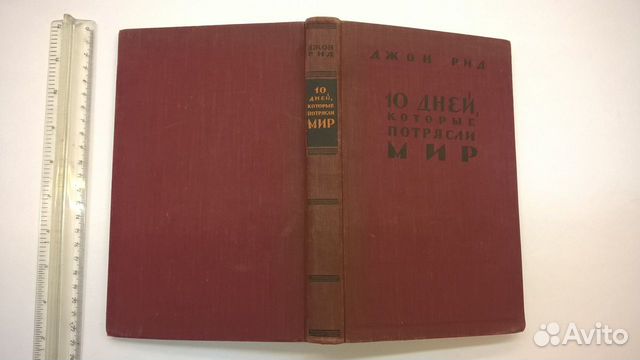 ДЖОН
РИД
10
ДНЕЙ,
КОТОРЫЕ
ПОТРЯСЛИ
МИР
ДЖОН РИД
10 ДНЕЙ,
КОТОРЫЕ
ПОТРЯСЛИ
МИР
Avito